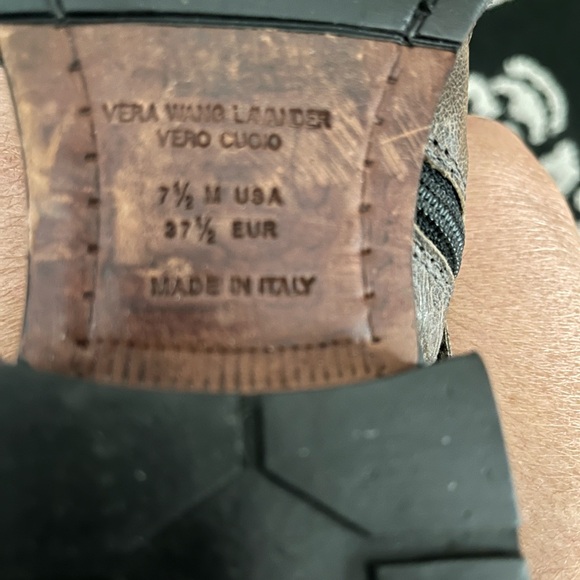 VERA WANG LAVENDER
VERO CUOIO
7½ M USA
37½ EUR
MADE IN ITALY